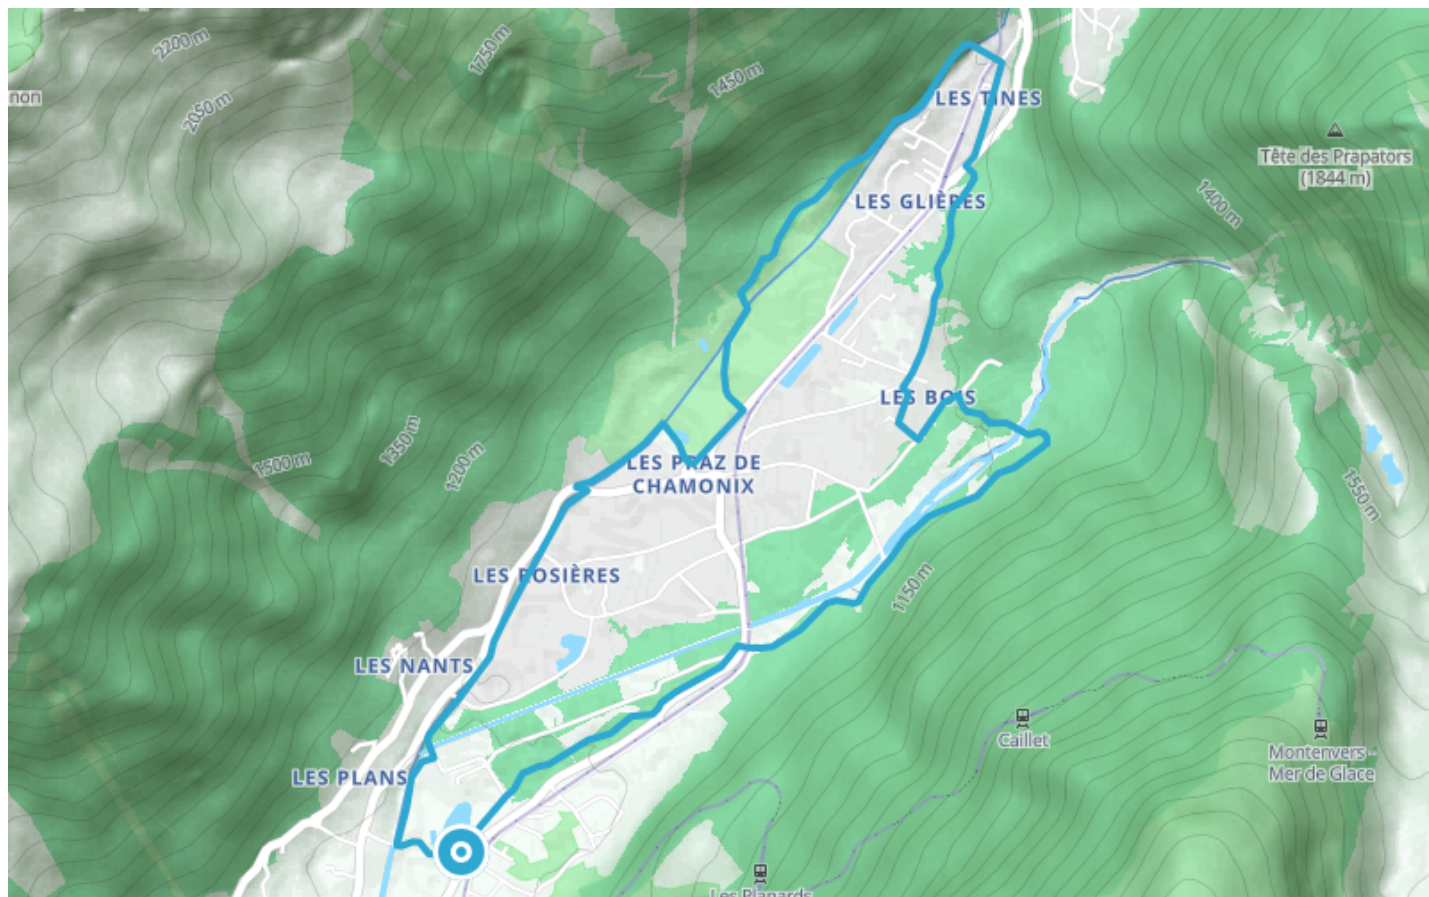 2200 m
1750 m
1450 m
non
2050 m
LES TINES
Tête des Prapators
(1844 m)
1400 m
LES GLIÈRES
LES BOIS
1350 m
1500 m
1200 m
LES PRAZ DE
CHAMONIX
1550 m
LES ROSIÈRES
1150 m
LES NANTS
Caillet
Montenvers -
Mer de Glace
LES PLANS
Les Planards